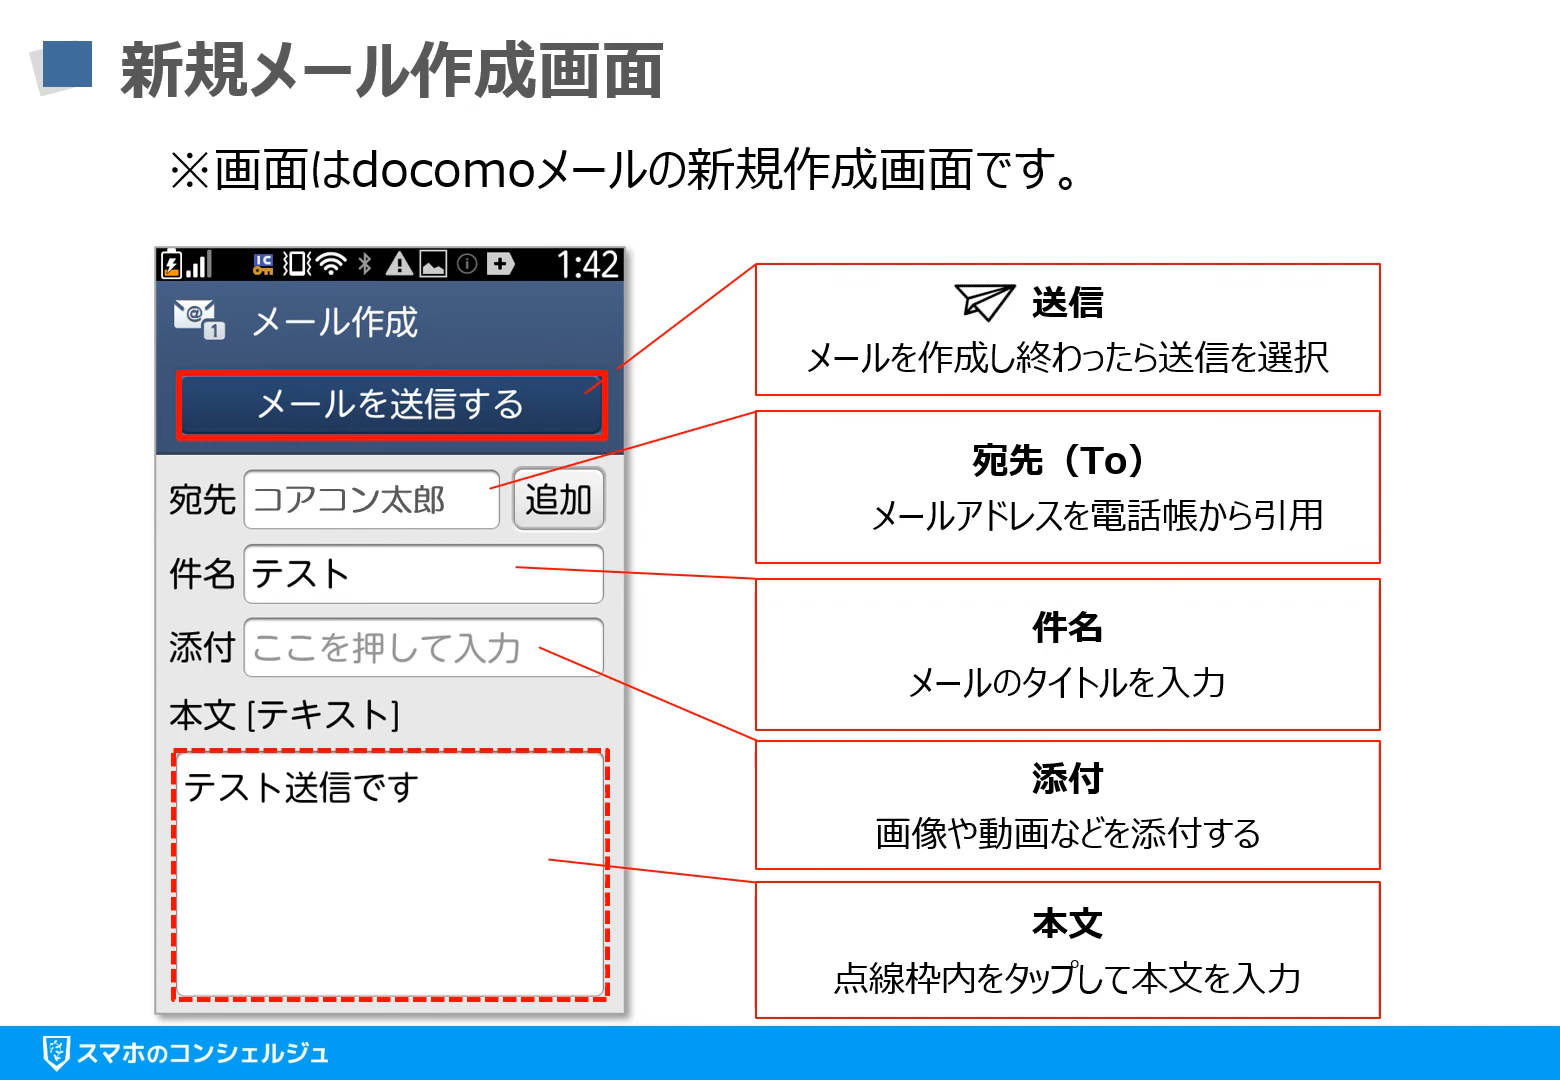 新規メール作成画面
※画面はdocomoメールの新規作成画面です。
IC
1:42
@
1
メール作成
メールを送信する
宛先 コアコン太郎 追加
件名 テスト
添付 ここを押して入力
本文 [テキスト]
テスト送信です
送信
メールを作成し終わったら送信を選択
宛先（To）
メールアドレスを電話帳から引用
件名
メールのタイトルを入力
添付
画像や動画などを添付する
本文
点線枠内をタップして本文を入力
スマホのコンシェルジュ